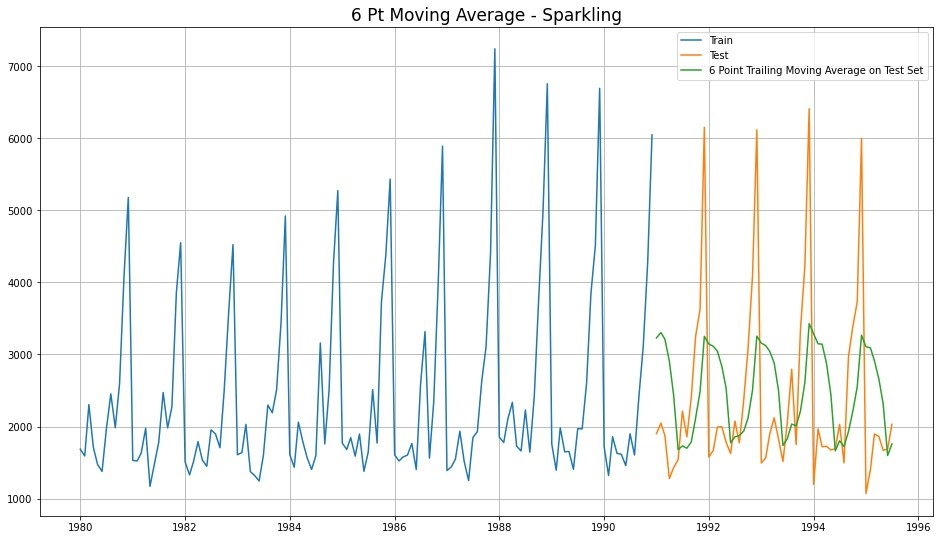 6 Pt Moving Average - Sparkling
Train
Test
6 Point Trailing Moving Average on Test Set
7000
6000
5000
4000
3000
2000
1000
1980 1982 1984 1986 1988 1990 1992 1994 1996